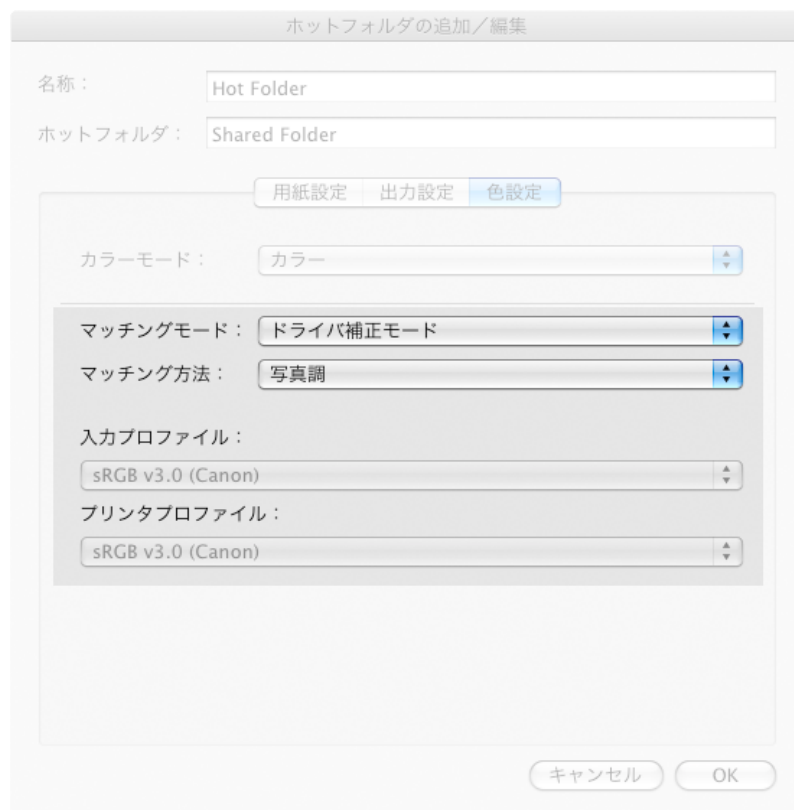 ホットフォルダの追加／編集
名称： Hot Folder
ホットフォルダ： Shared Folder
用紙設定 出力設定 色設定
カラーモード： カラー
マッチングモード： ドライバ補正モード
マッチング方法： 写真調
入力プロファイル：
sRGB v3.0 (Canon)
プリンタプロファイル：
sRGB v3.0 (Canon)
キャンセル OK